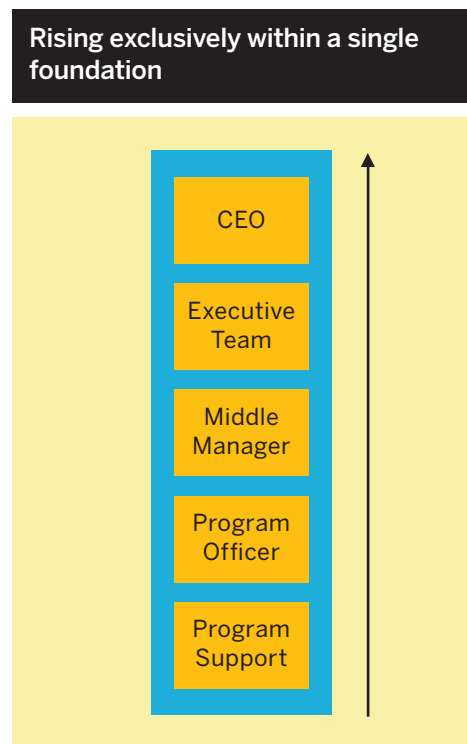 Rising exclusively within a single
foundation
CEO
Executive
Team
Middle
Manager
Program
Officer
Program
Support